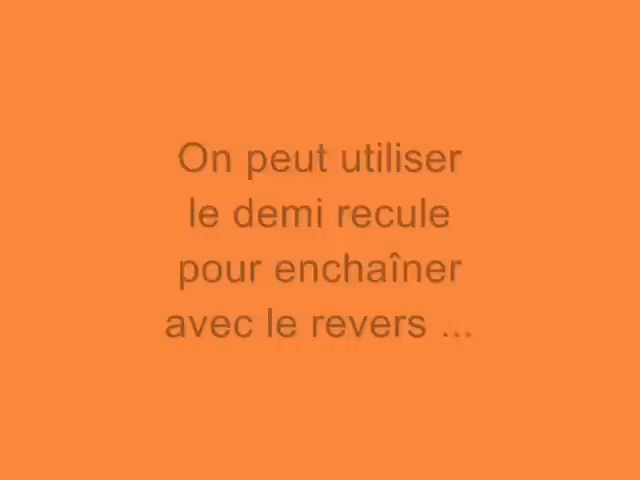 On peut utiliser
le demi recule
pour enchaîner
avec le revers ...